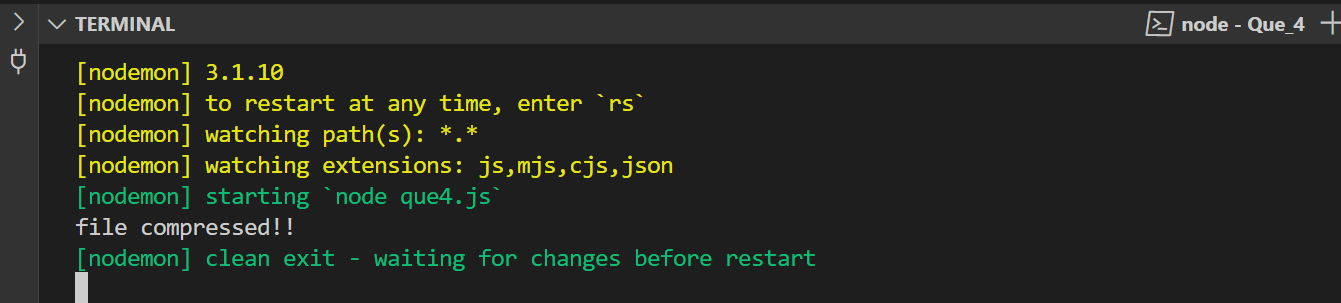 TERMINAL
node - Que_4
[nodemon] 3.1.10
[nodemon] to restart at any time, enter `rs`
[nodemon] watching path(s): *.*
[nodemon] watching extensions: js,mjs,cjs,json
[nodemon] starting `node que4.js`
file compressed!!
[nodemon] clean exit - waiting for changes before restart